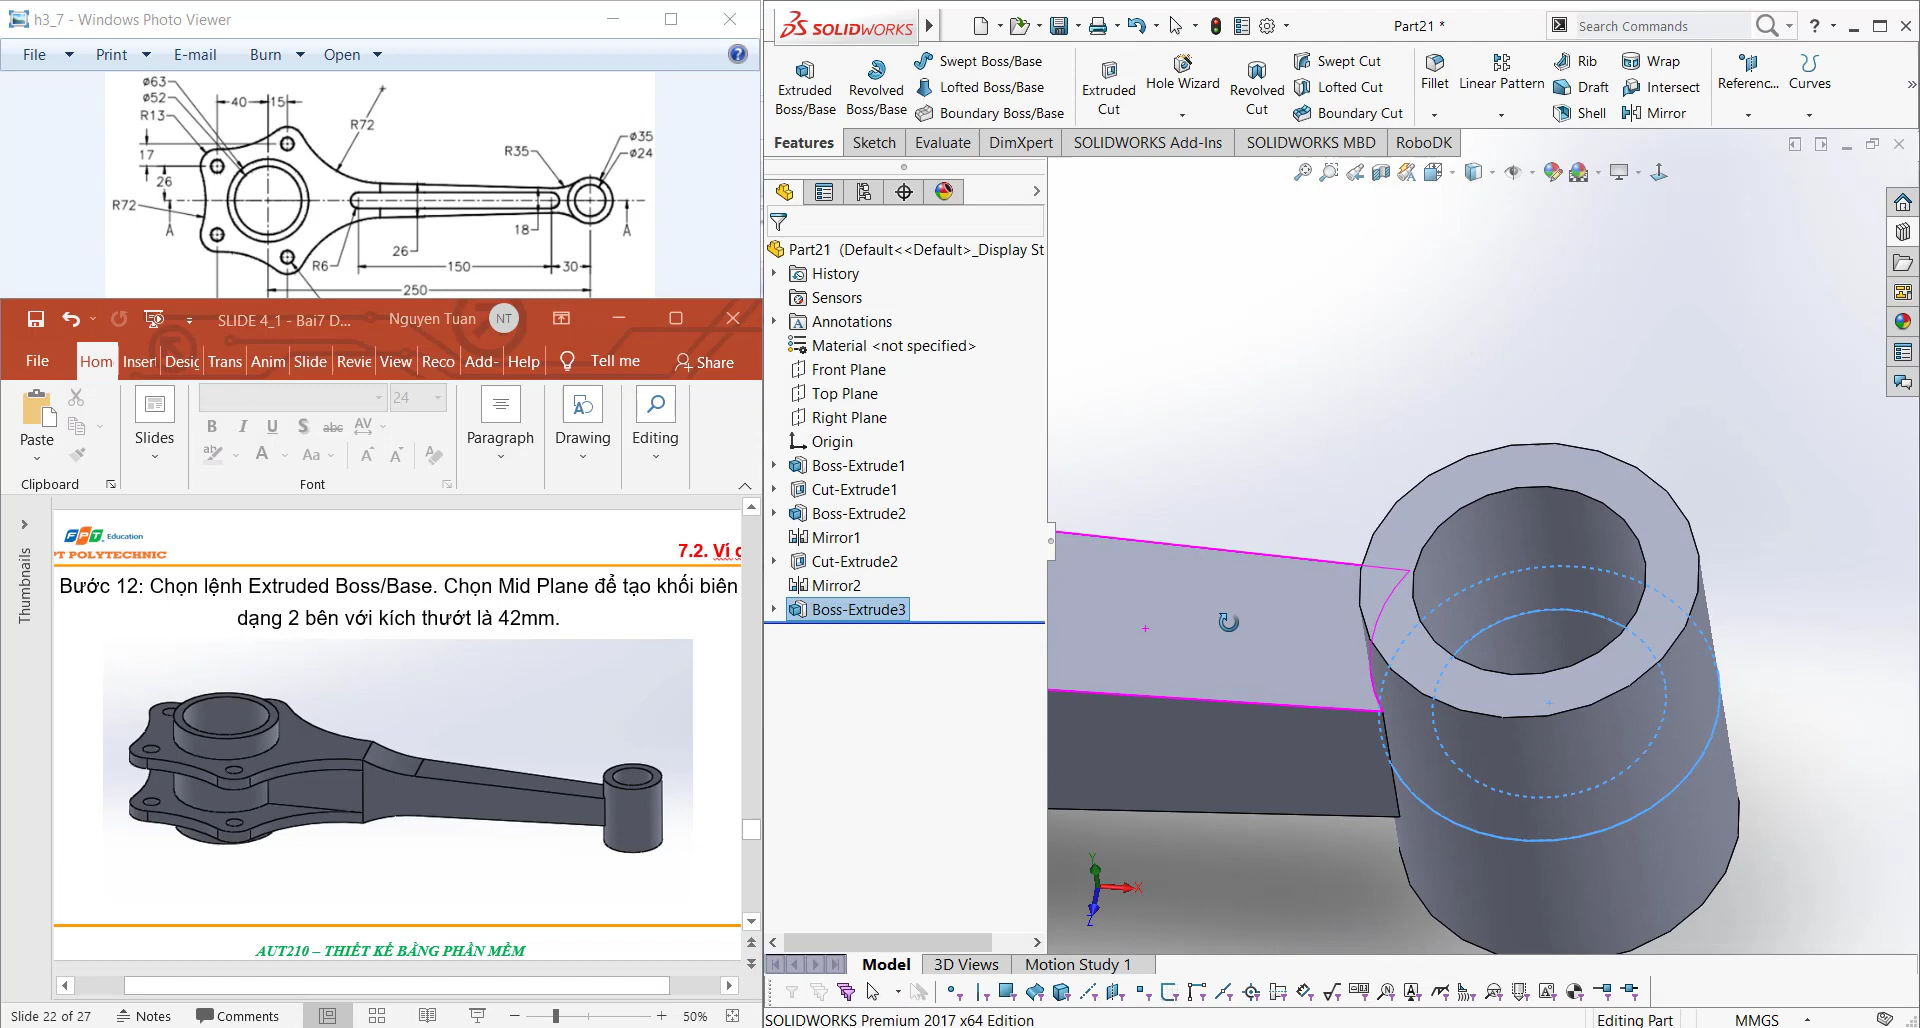 h3_7 - Windows Photo Viewer
File Print E-mail Burn Open
ø63
ø52
R13
40 15
R72
17
26
R72
A
R35
ø35
ø24
R6
26
150
18
30
A
250
SLIDE 4_1 - Bai7 D...
Nguyen Tuan NT
File Hom Inser Desig Trans Anim Slide Revie View Reco Add- Help Tell me Share
Paste
Slides
24
B I U S abc AV
A Aa A A
Paragraph
Drawing
Editing
Clipboard
Font
Thumbnails
FPT Education
PT POLYTECHNIC
7.2. Ví d
Bước 12: Chọn lệnh Extruded Boss/Base. Chọn Mid Plane để tạo khối biên
dạng 2 bên với kích thướt là 42mm.
AUT210 – THIẾT KẾ BẰNG PHẦN MỀM
Slide 22 of 27 Notes Comments 50%
SOLIDWORKS
Part21 *
Search Commands
Extruded Boss/Base
Revolved Boss/Base
Swept Boss/Base
Lofted Boss/Base
Boundary Boss/Base
Extruded Cut
Hole Wizard
Revolved Cut
Swept Cut
Lofted Cut
Boundary Cut
Fillet
Linear Pattern
Rib
Draft
Shell
Wrap
Intersect
Mirror
Referenc...
Curves
Features Sketch Evaluate DimXpert SOLIDWORKS Add-Ins SOLIDWORKS MBD RoboDK
Part21 (Default<<Default>_Display St
History
Sensors
Annotations
Material <not specified>
Front Plane
Top Plane
Right Plane
Origin
Boss-Extrude1
Cut-Extrude1
Boss-Extrude2
Mirror1
Cut-Extrude2
Mirror2
Boss-Extrude3
Y
X
Z
Model 3D Views Motion Study 1
SOLIDWORKS Premium 2017 x64 Edition
Editing Part MMGS